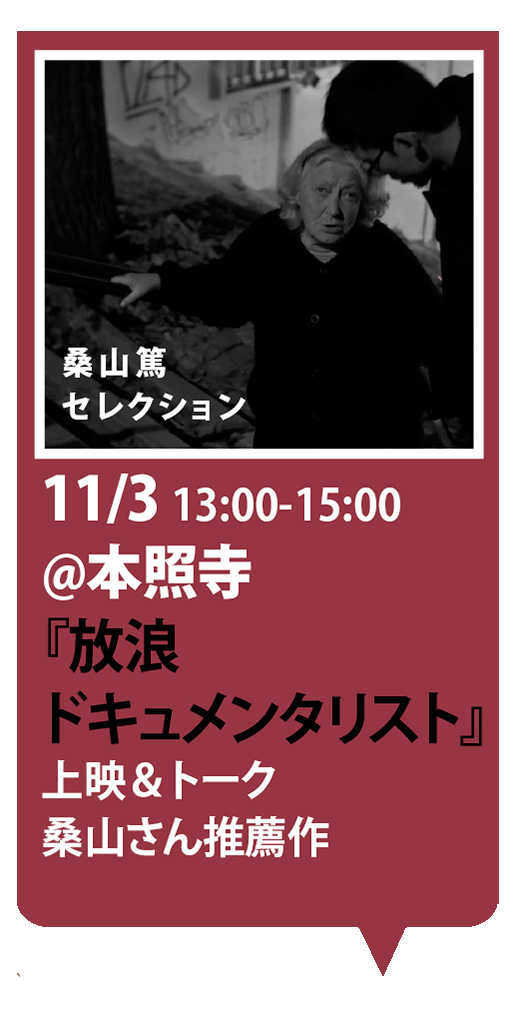 桑山篤
セレクション
11/3 13:00-15:00
@本照寺
『放浪
ドキュメンタリスト』
上映&トーク
桑山さん推薦作